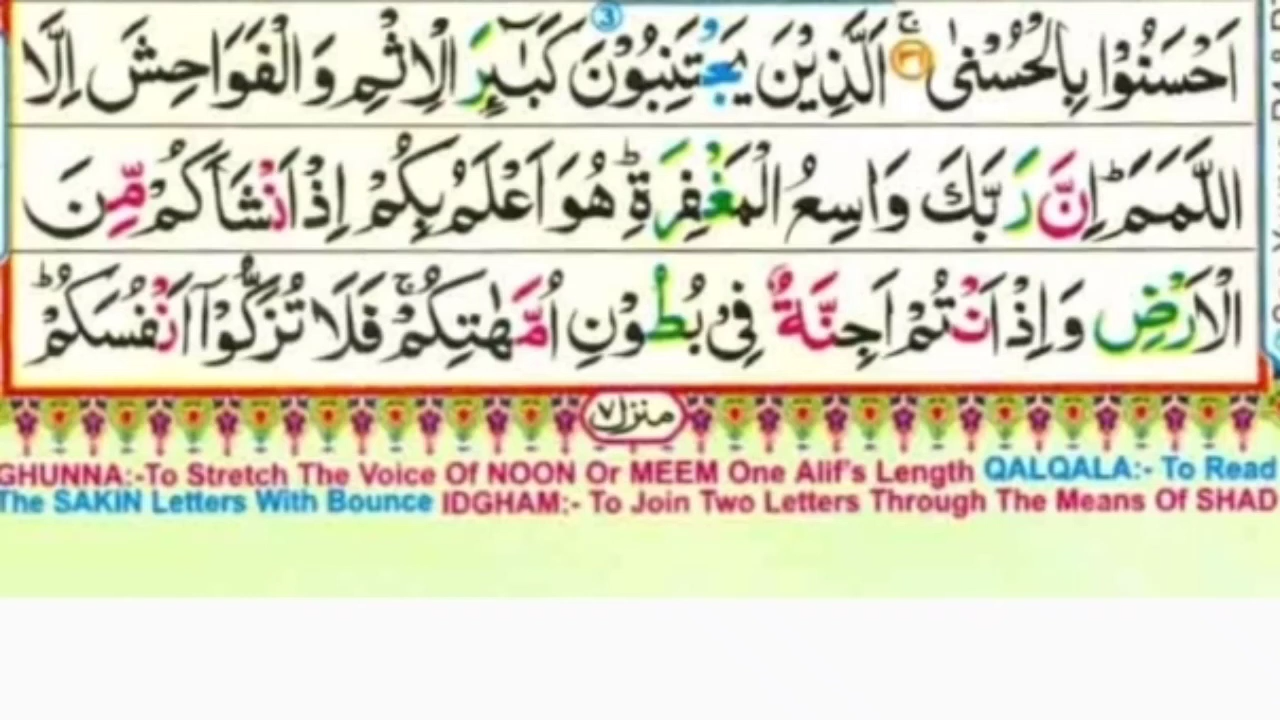 اَحۡسَنُوۡا بِالۡحُسۡنٰی ۚ﴿۳۱﴾ اَلَّذِیۡنَ یَجۡتَنِبُوۡنَ کَبٰٓئِرَ الۡاِثۡمِ وَ الۡفَوَاحِشَ اِلَّا
اللَّمَمَ ؕ اِنَّ رَبَّکَ وَاسِعُ الۡمَغۡفِرَۃِ ؕ هُوَ اَعۡلَمُ بِکُمۡ اِذۡ اَنۡشَاَکُمۡ مِّنَ
الۡاَرۡضِ وَ اِذۡ اَنۡتُمۡ اَجِنَّۃٌ فِیۡ بُطُوۡنِ اُمَّهٰتِکُمۡ ۚ فَلَا تُزَکُّوۡۤا اَنۡفُسَکُمۡ ؕ
منزل ۷
GHUNNA:-To Stretch The Voice Of NOON Or MEEM One Alif's Length QALQALA:- To Read
The SAKIN Letters With Bounce IDGHAM:- To Join Two Letters Through The Means Of SHAD